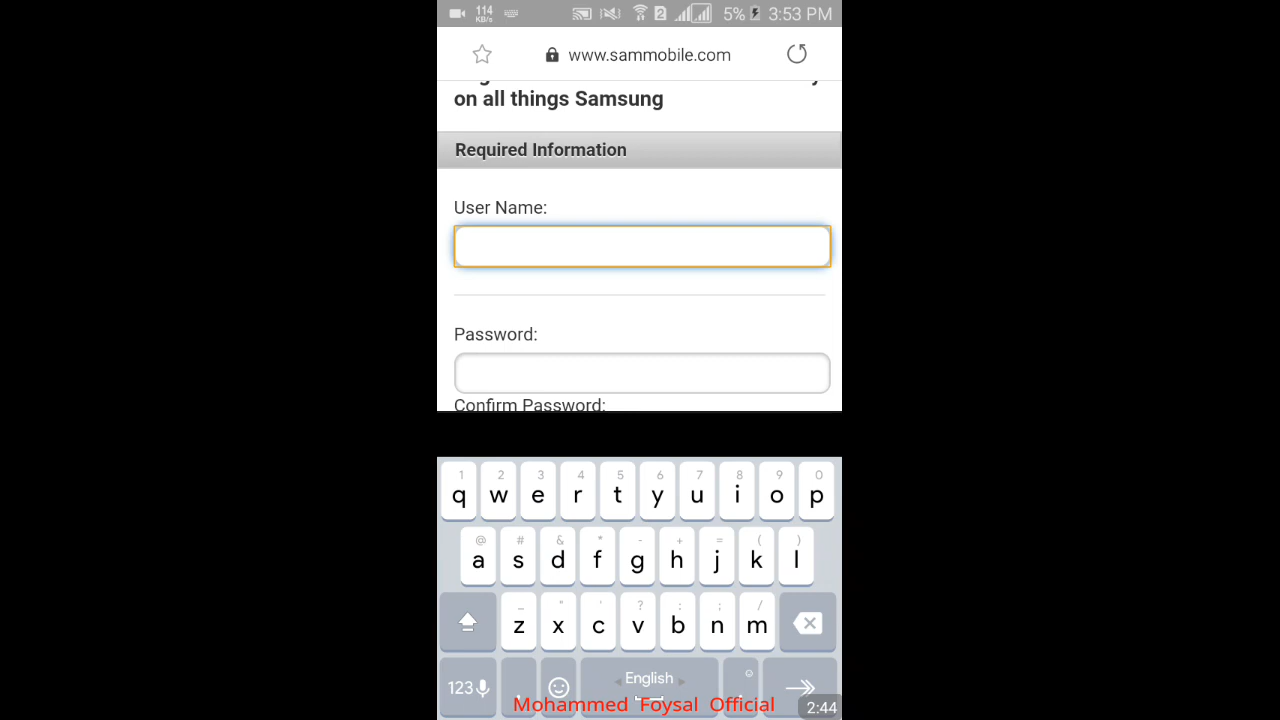 114
KB/s
2
5%
3:53 PM
www.sammobile.com
on all things Samsung
Required Information
User Name:
Password:
Confirm Password:
1 2 3 4 5 6 7 8 9 0
q w e r t y u i o p
@ # & * - + = ( )
a s d f g h j k l
_ " ' ? : ; /
z x c v b n m
123 , English .
Mohammed Foysal Official
2:44